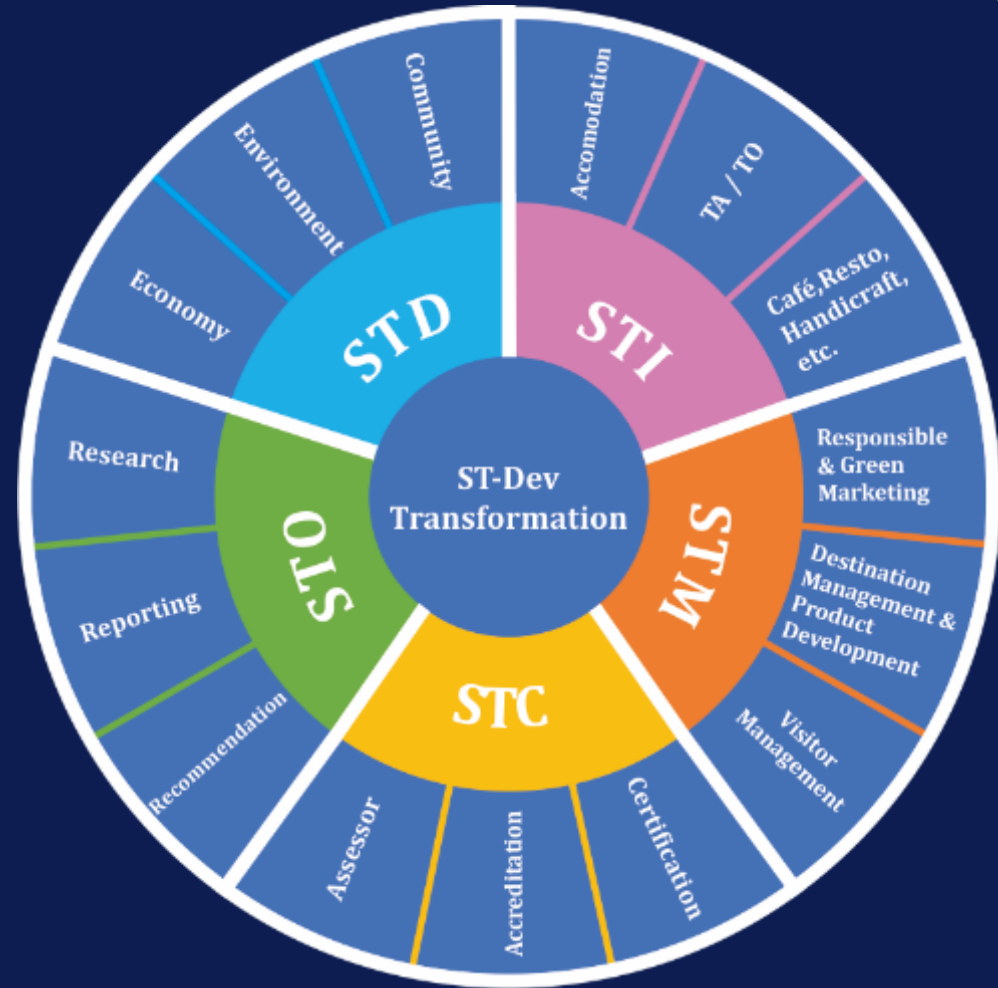 Community
Environment
Economy
STD
Accomodation
TA / TO
Café,Resto,
Handicraft,
etc.
STI
Responsible
& Green
Marketing
Destination
Management &
Product
Development
Visitor
Management
STM
Certification
Accreditation
Assessor
STC
Recommendation
Reporting
Research
STO
ST-Dev
Transformation